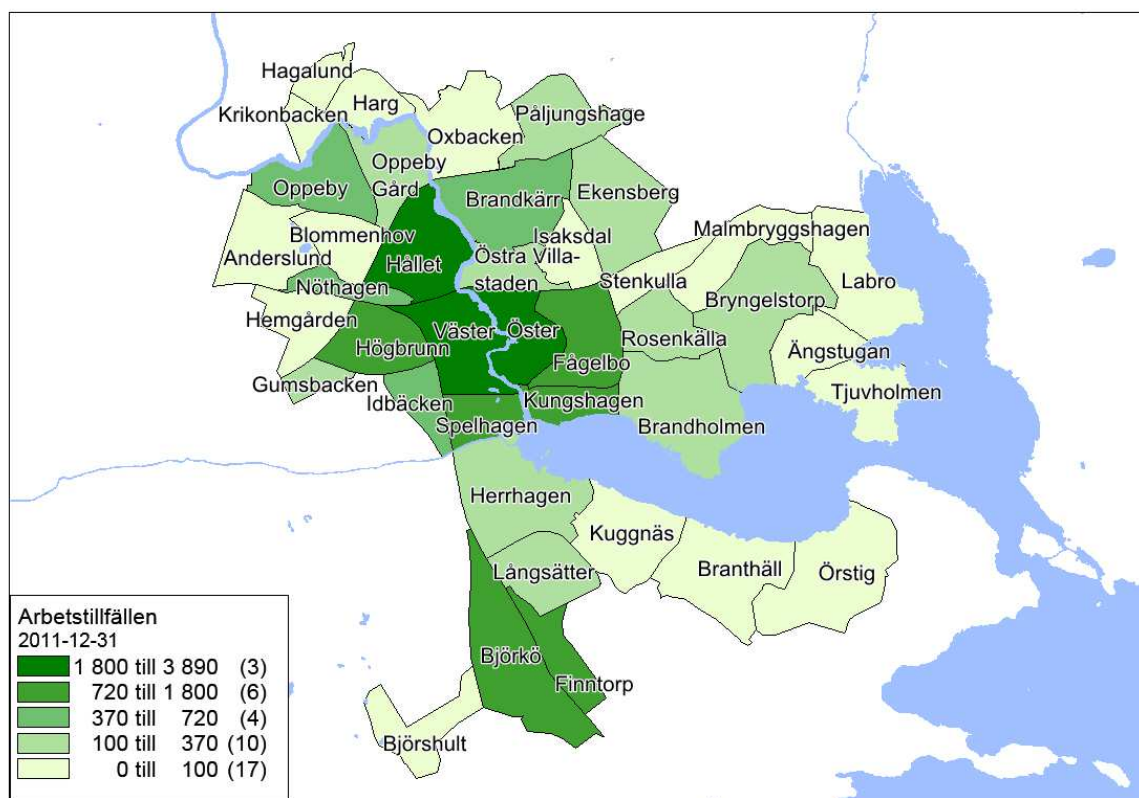 Hagalund
Harg
Krikonbacken
Oxbacken
Påljungshage
Oppeby
Gård
Oppeby
Brandkärr
Ekensberg
Blommenhov
Isaksdal
Malmbryggshagen
Anderslund
Hållet
Östra Villa-
staden
Stenkulla
Labro
Nöthagen
Bryngelstorp
Hemgården
Väster
Öster
Rosenkälla
Högbrunn
Fågelbo
Ängstugan
Gumsbacken
Tjuvholmen
Idbäcken
Kungshagen
Spelhagen
Brandholmen
Herrhagen
Kuggnäs
Långsätter
Branthäll
Örstig
Björkö
Finntorp
Björshult
Arbetstillfällen
2011-12-31
1 800 till 3 890 (3)
720 till 1 800 (6)
370 till 720 (4)
100 till 370 (10)
0 till 100 (17)